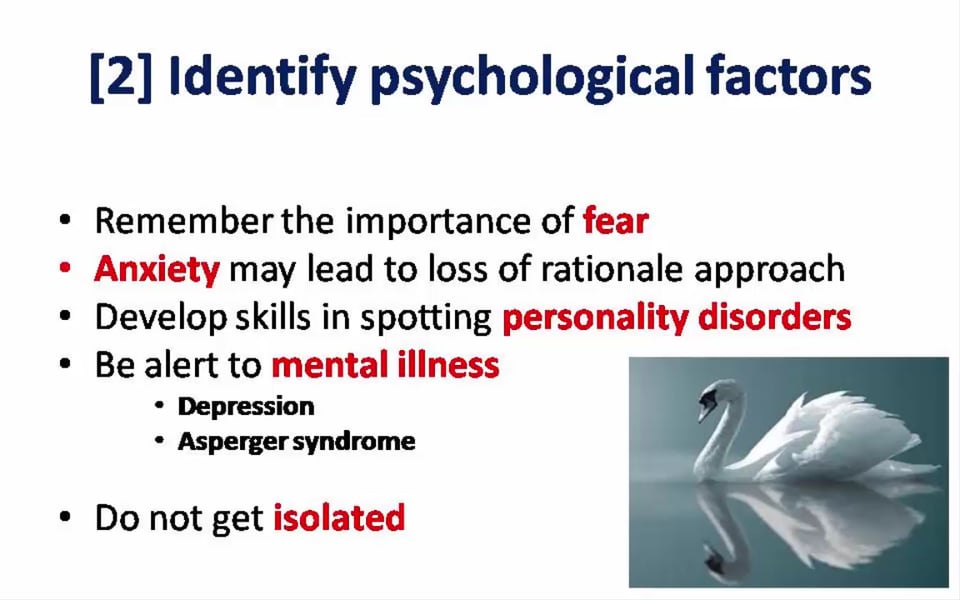 [2] Identify psychological factors
• Remember the importance of fear
• Anxiety may lead to loss of rationale approach
• Develop skills in spotting personality disorders
• Be alert to mental illness
• Depression
• Asperger syndrome
• Do not get isolated